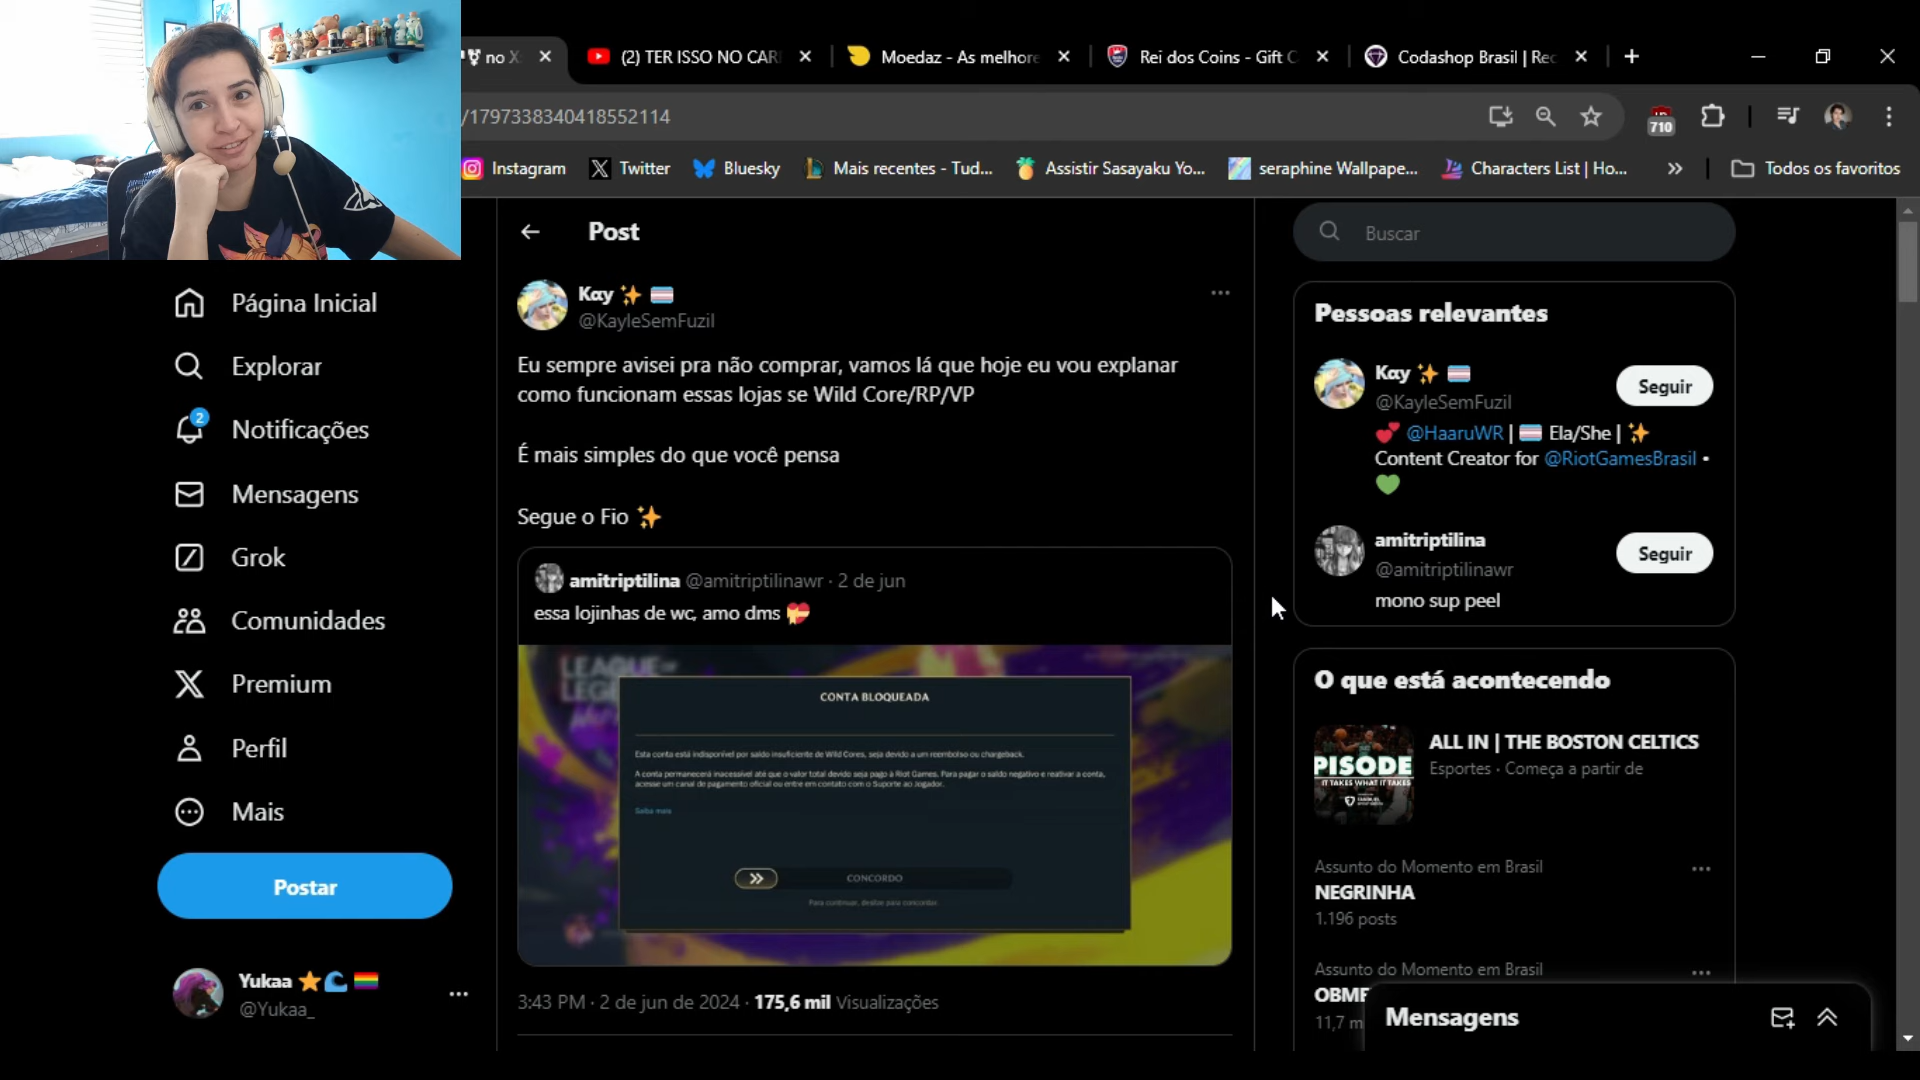 no X
(2) TER ISSO NO CAR
Moedaz - As melhore
Rei dos Coins - Gift C
Codashop Brasil | Rec
/1797338340418552114
710
Instagram
Twitter
Bluesky
Mais recentes - Tud...
Assistir Sasayaku Yo...
seraphine Wallpape...
Characters List | Ho...
Todos os favoritos
Página Inicial
Explorar
2
Notificações
Mensagens
Grok
Comunidades
Premium
Perfil
Mais
Postar
Yukaa ⭐🌊🏳️‍🌈
@Yukaa_
Post
Kay ✨ 🏳️‍⚧️
@KayleSemFuzil
Eu sempre avisei pra não comprar, vamos lá que hoje eu vou explanar
como funcionam essas lojas se Wild Core/RP/VP
É mais simples do que você pensa
Segue o Fio ✨
amitriptilina @amitriptilinawr · 2 de jun
essa lojinhas de wc, amo dms 💝
LEAGUE OF
CONTA BLOQUEADA
Esta conta está indisponível por saldo insuficiente de Wild Cores, seja devido a um reembolso ou chargeback.
A conta permanecerá inacessível até que o valor total devido seja pago à Riot Games. Para pagar o saldo negativo e reativar a conta,
acesse um canal de pagamento oficial ou entre em contato com o Suporte ao Jogador.
Saiba mais
CONCORDO
Para continuar, deslize para concordar.
3:43 PM · 2 de jun de 2024 · 175,6 mil Visualizações
Buscar
Pessoas relevantes
Kay ✨ 🏳️‍⚧️
@KayleSemFuzil
Seguir
💕 @HaaruWR | 🏳️‍⚧️ Ela/She | ✨
Content Creator for @RiotGamesBrasil •
💚
amitriptilina
@amitriptilinawr
Seguir
mono sup peel
O que está acontecendo
PISODE
IT TAKES WHAT IT TAKES
ALL IN | THE BOSTON CELTICS
Esportes · Começa a partir de
Assunto do Momento em Brasil
NEGRINHA
1.196 posts
Assunto do Momento em Brasil
OBME
11,7 m
Mensagens